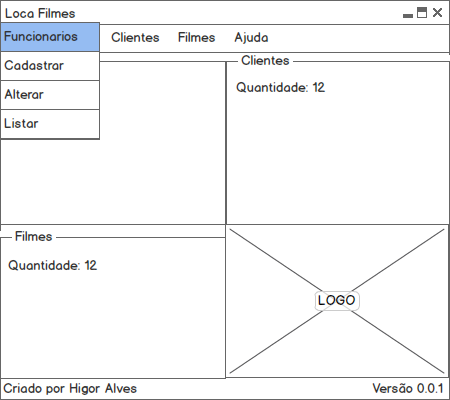 Loca Filmes
Funcionarios Clientes Filmes Ajuda
Cadastrar
Alterar
Listar
Clientes
Quantidade: 12
Filmes
Quantidade: 12
LOGO
Criado por Higor Alves Versão 0.0.1